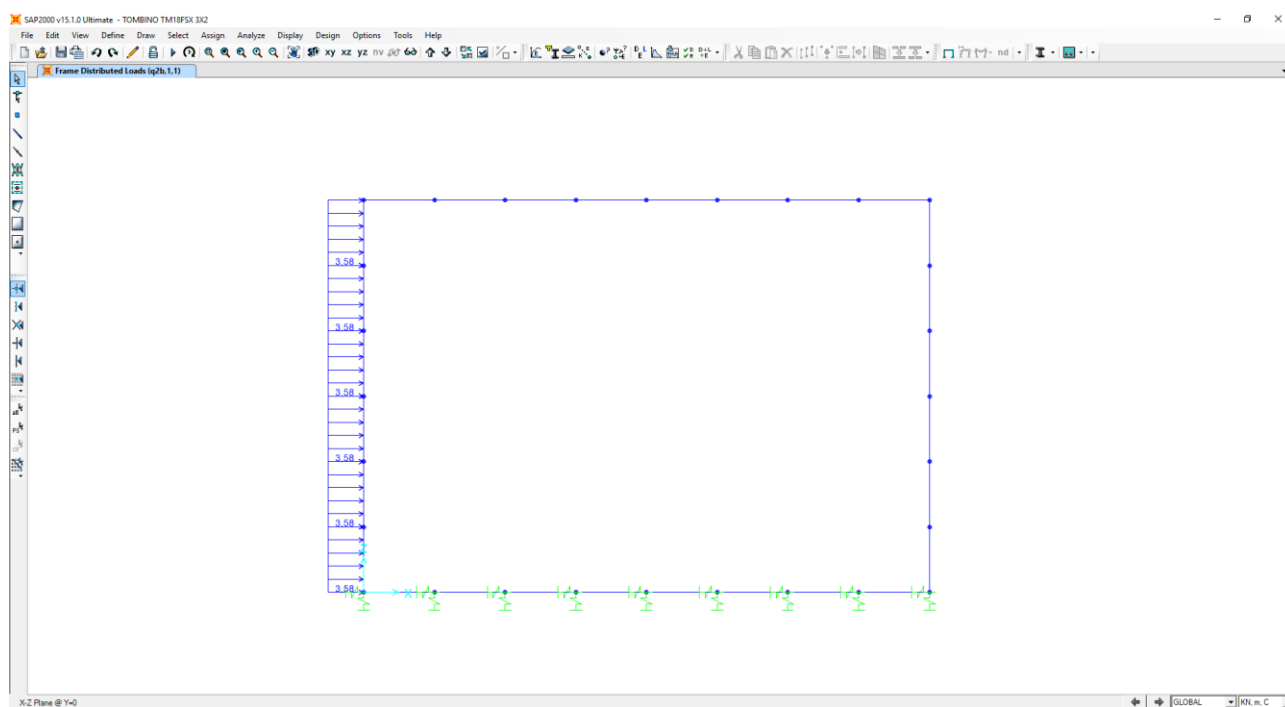 SAP2000 v15.1.0 Ultimate - TOMBINO TM18FSX 3X2
File Edit View Define Draw Select Assign Analyze Display Design Options Tools Help
xy xz yz nv nd
Frame Distributed Loads (q2b,1,1)
3.58
3.58
3.58
3.58
3.58
3.58
X
X-Z Plane @ Y=0
GLOBAL
KN, m, C